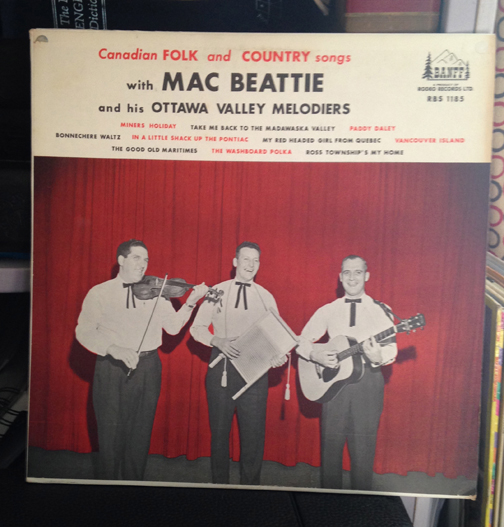 Canadian FOLK and COUNTRY songs
with MAC BEATTIE
and his OTTAWA VALLEY MELODIERS
MINERS HOLIDAY TAKE ME BACK TO THE MADAWASKA VALLEY PADDY DALEY
BONNECHERE WALTZ IN A LITTLE SHACK UP THE PONTIAC MY RED HEADED GIRL FROM QUEBEC VANCOUVER ISLAND
THE GOOD OLD MARITIMES THE WASHBOARD POLKA ROSS TOWNSHIP'S MY HOME
BANFF
RODEO RECORDS LTD
RBS 1185